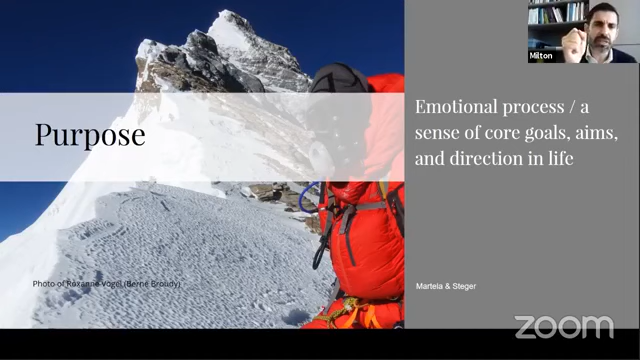 Milton
Purpose
Emotional process / a
sense of core goals, aims,
and direction in life
Photo of Roxanne Vogel (Berne Broudy)
Martela & Steger
zoom